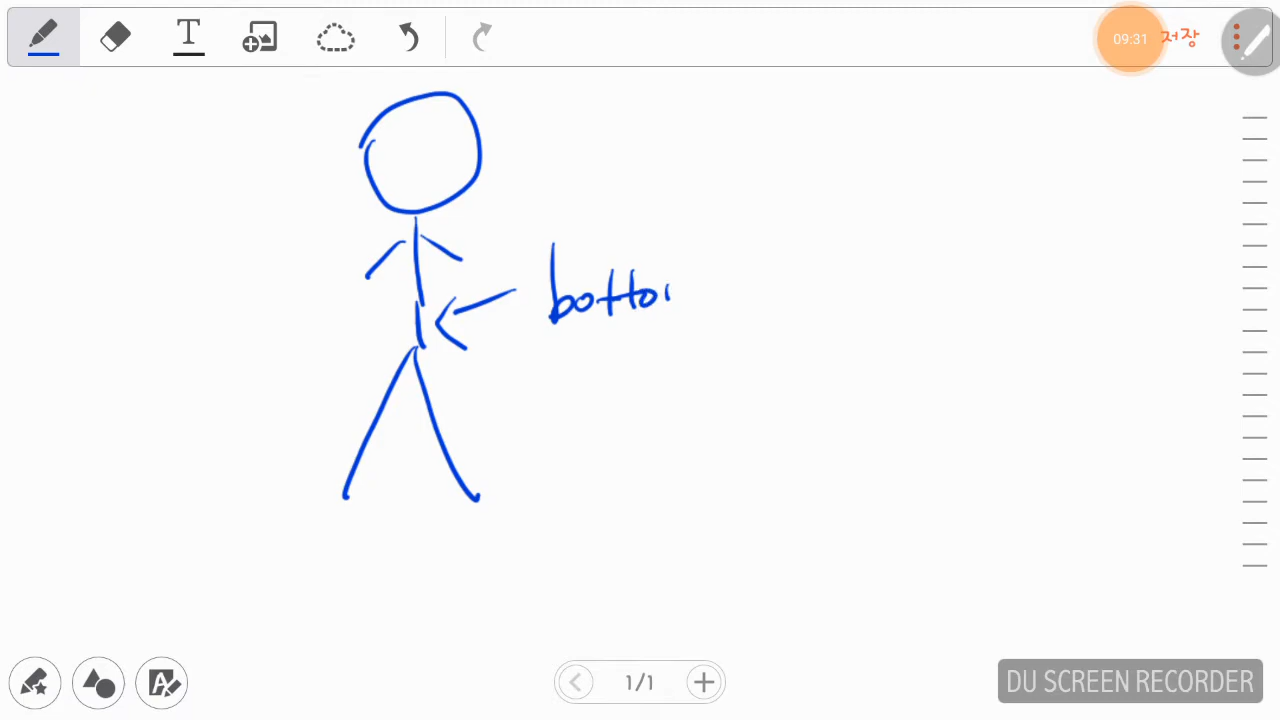 T
09:31 저장
botto
A
1/1
DU SCREEN RECORDER